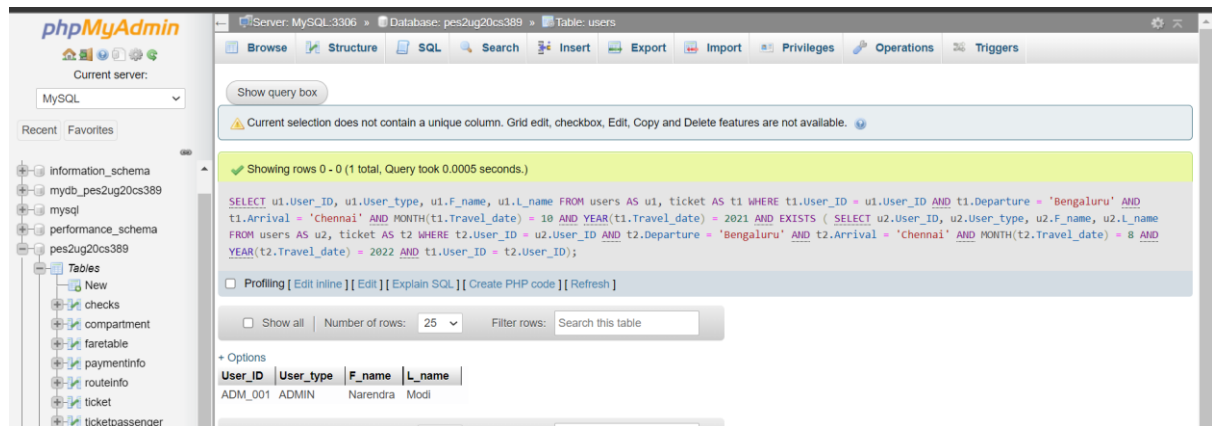 phpMyAdmin
Current server:
MySQL
Recent Favorites
information_schema
mydb_pes2ug20cs389
mysql
performance_schema
pes2ug20cs389
Tables
New
checks
compartment
faretable
paymentinfo
routeinfo
ticket
ticketpassenger
Server: MySQL:3306 » Database: pes2ug20cs389 » Table: users
Browse Structure SQL Search Insert Export Import Privileges Operations Triggers
Show query box
Current selection does not contain a unique column. Grid edit, checkbox, Edit, Copy and Delete features are not available.
Showing rows 0 - 0 (1 total, Query took 0.0005 seconds.)
SELECT u1.User_ID, u1.User_type, u1.F_name, u1.L_name FROM users AS u1, ticket AS t1 WHERE t1.User_ID = u1.User_ID AND t1.Departure = 'Bengaluru' AND
t1.Arrival = 'Chennai' AND MONTH(t1.Travel_date) = 10 AND YEAR(t1.Travel_date) = 2021 AND EXISTS ( SELECT u2.User_ID, u2.User_type, u2.F_name, u2.L_name
FROM users AS u2, ticket AS t2 WHERE t2.User_ID = u2.User_ID AND t2.Departure = 'Bengaluru' AND t2.Arrival = 'Chennai' AND MONTH(t2.Travel_date) = 8 AND
YEAR(t2.Travel_date) = 2022 AND t1.User_ID = t2.User_ID);
Profiling [ Edit inline ] [ Edit ] [ Explain SQL ] [ Create PHP code ] [ Refresh ]
Show all Number of rows: 25 Filter rows: Search this table
+ Options
User_ID User_type F_name L_name
ADM_001 ADMIN Narendra Modi